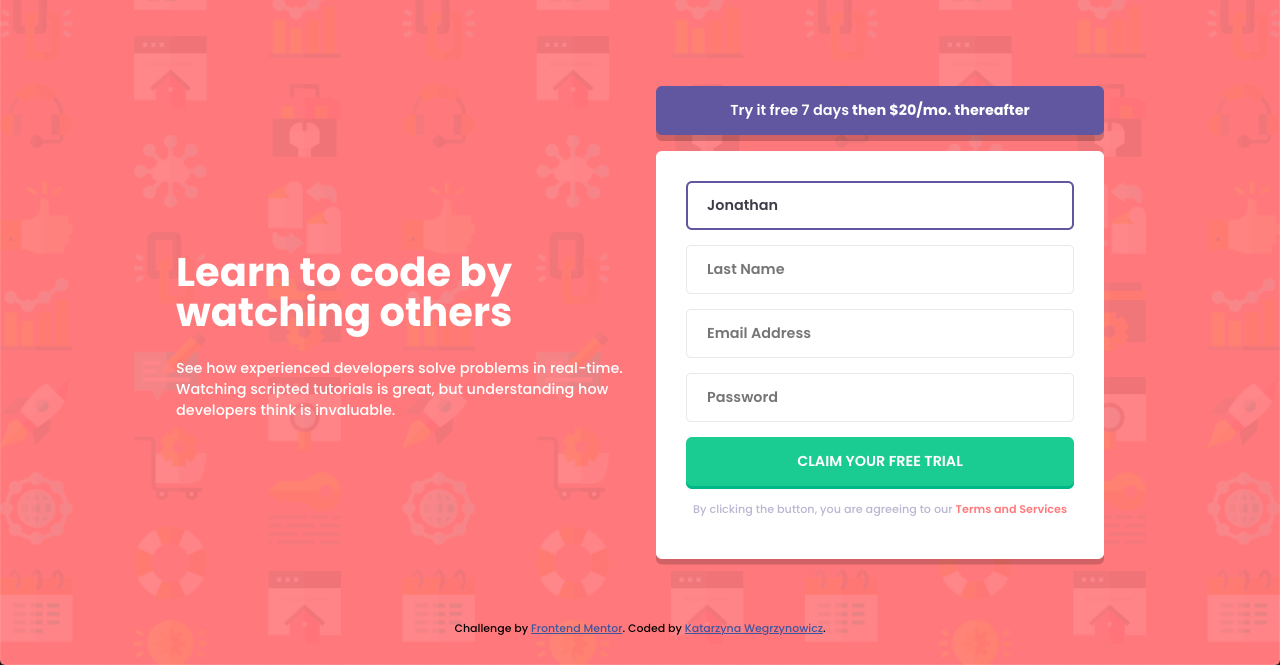 Learn to code by
watching others
See how experienced developers solve problems in real-time.
Watching scripted tutorials is great, but understanding how
developers think is invaluable.
Try it free 7 days then $20/mo. thereafter
Jonathan
Last Name
Email Address
Password
CLAIM YOUR FREE TRIAL
By clicking the button, you are agreeing to our Terms and Services
Challenge by Frontend Mentor. Coded by Katarzyna Wegrzynowicz.